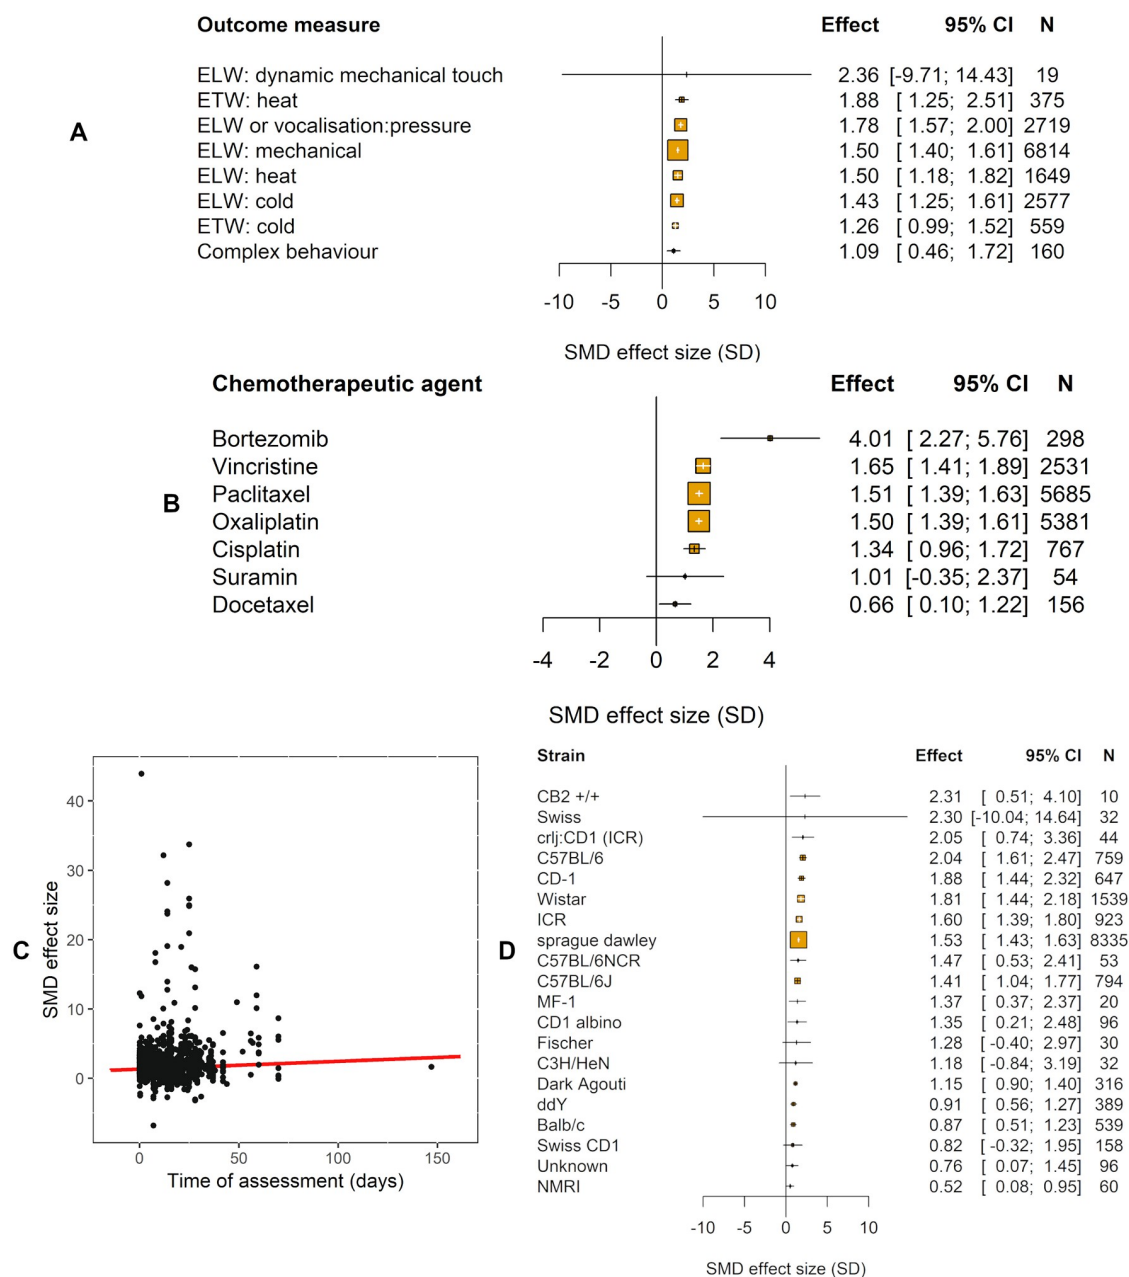 Outcome measure Effect 95% CI N
ELW: dynamic mechanical touch 2.36 [-9.71; 14.43] 19
ETW: heat 1.88 [ 1.25; 2.51] 375
A
ELW or vocalisation:pressure 1.78 [ 1.57; 2.00] 2719
ELW: mechanical 1.50 [ 1.40; 1.61] 6814
ELW: heat 1.50 [ 1.18; 1.82] 1649
ELW: cold 1.43 [ 1.25; 1.61] 2577
ETW: cold 1.26 [ 0.99; 1.52] 559
Complex behaviour 1.09 [ 0.46; 1.72] 160
-10 -5 0 5 10
SMD effect size (SD)
Chemotherapeutic agent Effect 95% CI N
Bortezomib 4.01 [ 2.27; 5.76] 298
Vincristine 1.65 [ 1.41; 1.89] 2531
Paclitaxel 1.51 [ 1.39; 1.63] 5685
B
Oxaliplatin 1.50 [ 1.39; 1.61] 5381
Cisplatin 1.34 [ 0.96; 1.72] 767
Suramin 1.01 [-0.35; 2.37] 54
Docetaxel 0.66 [ 0.10; 1.22] 156
-4 -2 0 2 4
SMD effect size (SD)
C
SMD effect size
40
30
20
10
0
0 50 100 150
Time of assessment (days)
D
Strain Effect 95% CI N
CB2 +/+ 2.31 [ 0.51; 4.10] 10
Swiss 2.30 [-10.04; 14.64] 32
crlj:CD1 (ICR) 2.05 [ 0.74; 3.36] 44
C57BL/6 2.04 [ 1.61; 2.47] 759
CD-1 1.88 [ 1.44; 2.32] 647
Wistar 1.81 [ 1.44; 2.18] 1539
ICR 1.60 [ 1.39; 1.80] 923
sprague dawley 1.53 [ 1.43; 1.63] 8335
C57BL/6NCR 1.47 [ 0.53; 2.41] 53
C57BL/6J 1.41 [ 1.04; 1.77] 794
MF-1 1.37 [ 0.37; 2.37] 20
CD1 albino 1.35 [ 0.21; 2.48] 96
Fischer 1.28 [ -0.40; 2.97] 30
C3H/HeN 1.18 [ -0.84; 3.19] 32
Dark Agouti 1.15 [ 0.90; 1.40] 316
ddY 0.91 [ 0.56; 1.27] 389
Balb/c 0.87 [ 0.51; 1.23] 539
Swiss CD1 0.82 [ -0.32; 1.95] 158
Unknown 0.76 [ 0.07; 1.45] 96
NMRI 0.52 [ 0.08; 0.95] 60
-10 -5 0 5 10
SMD effect size (SD)